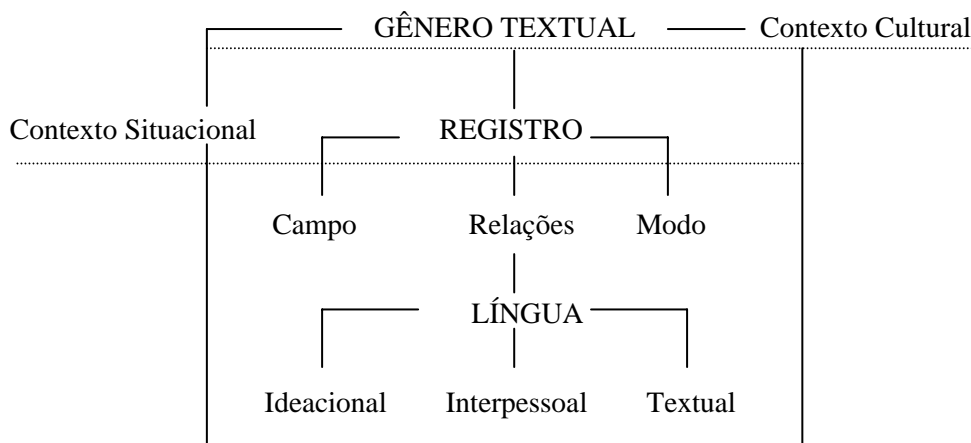 GÊNERO TEXTUAL Contexto Cultural
Contexto Situacional REGISTRO
Campo Relações Modo
LÍNGUA
Ideacional Interpessoal Textual